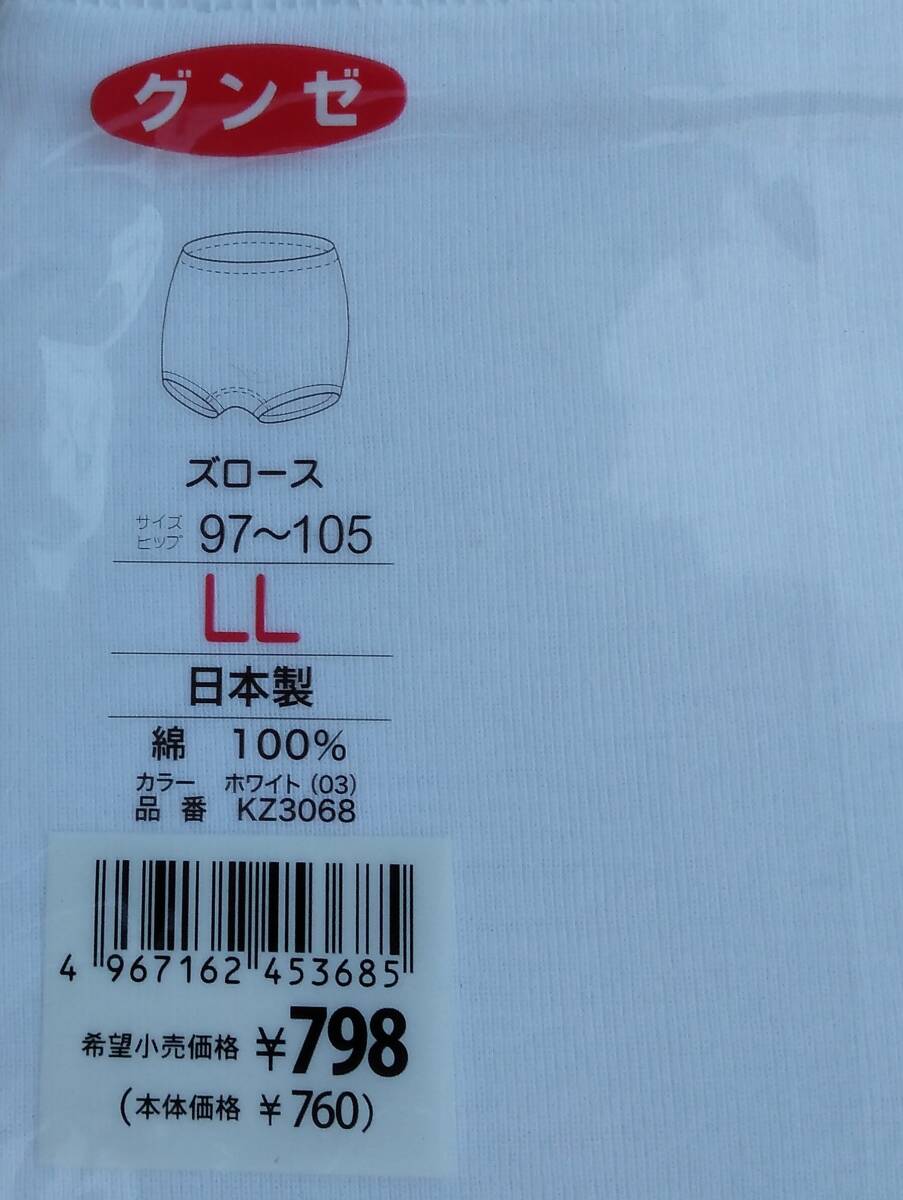 グンゼ
ズロース
サイズ
ヒップ 97～105
LL
日本製
綿 100%
カラー ホワイト (03)
品番 KZ3068
4 967162 453685
希望小売価格 ¥798
(本体価格 ¥760)